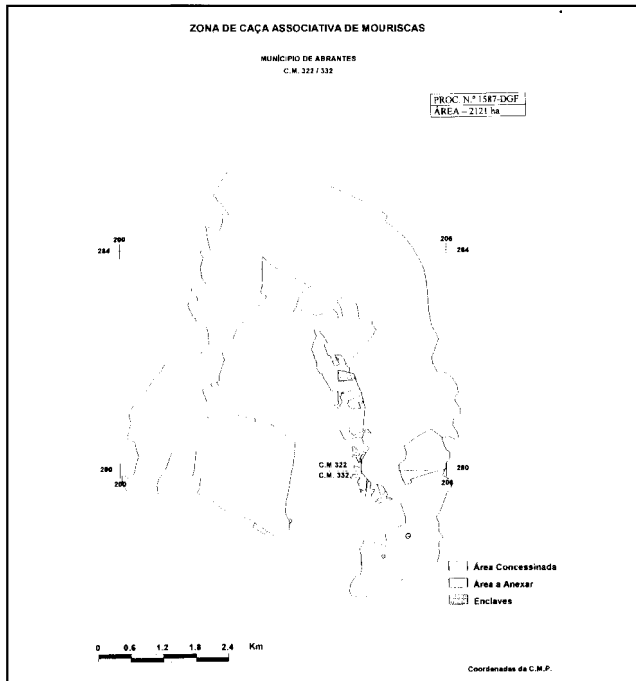 ZONA DE CAÇA ASSOCIATIVA DE MOURISCAS
MUNÍCIPIO DE ABRANTES
C.M. 322 / 332
PROC. N.º 1587-DGF
ÁREA – 2121 ha
200
284
206
284
C.M 322
C.M. 332
280
200
280
206
Área Concessinada
Área a Anexar
Enclaves
0 0.6 1.2 1.8 2.4 Km
Coordenadas da C.M.P.